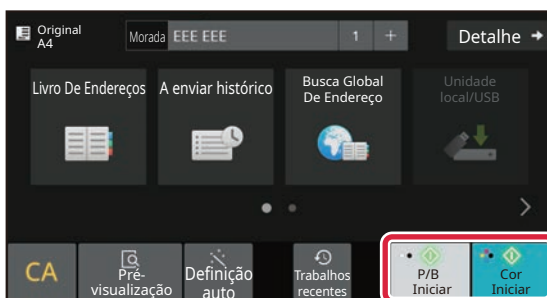 Original
A4
Morada EEE EEE 1 +
Detalhe
Livro De Endereços
A enviar histórico
Busca Global
De Endereço
Unidade
local/USB
CA
Pré-
visualização
Definição
auto
Trabalhos
recentes
P/B
Iniciar
Cor
Iniciar